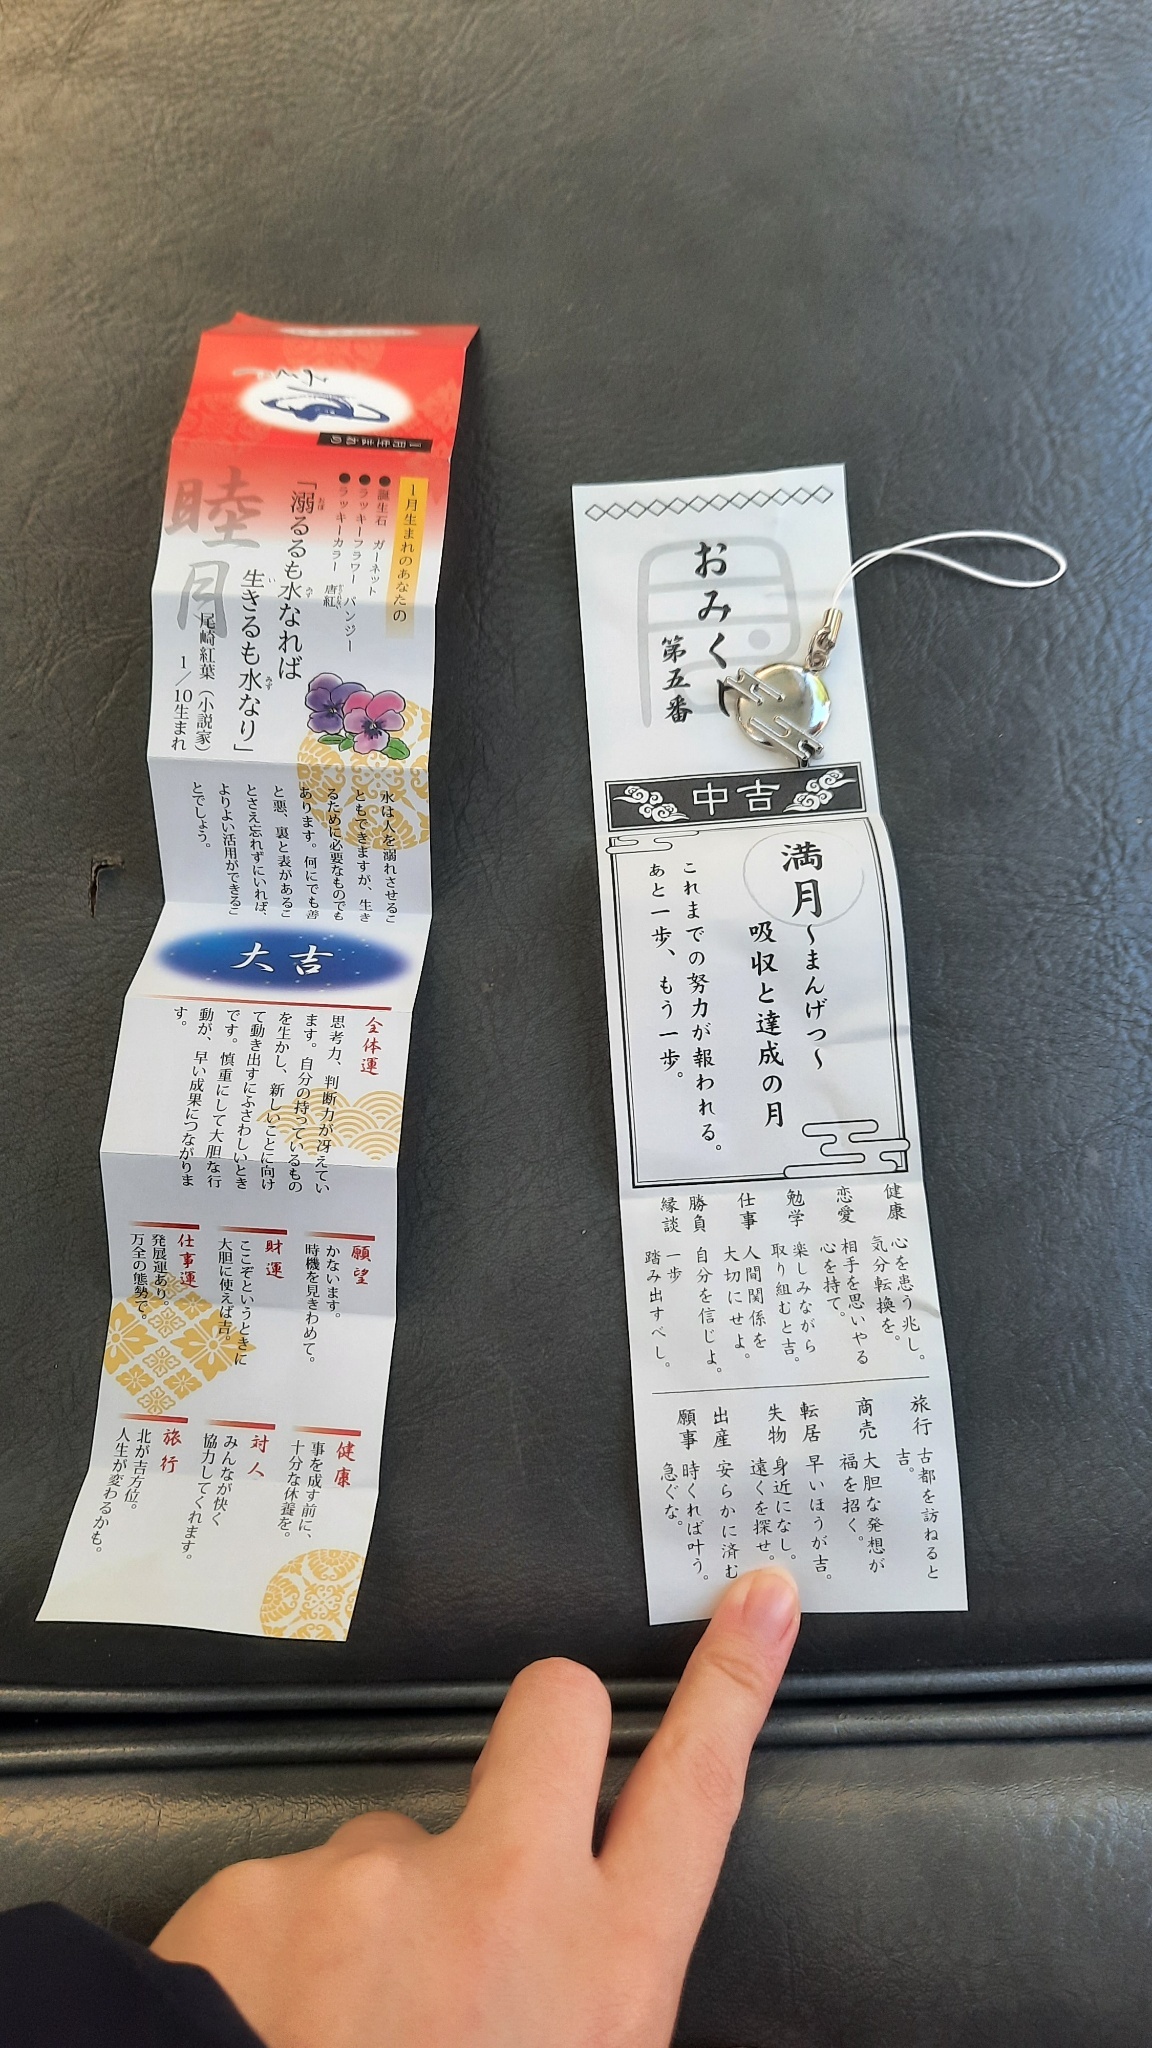 1月生まれ
1月生まれのあなたの
●誕生石 ガーネット
●ラッキーフラワー パンジー
●ラッキーカラー 唐紅
「溺るるも水なれば
生きるも水なり」
尾崎紅葉(小説家)
1/10生まれ
睦月
水は人を溺れさせるこ
ともできますが、生き
るために必要なものでも
あります。何にでも善
と悪、裏と表があるこ
とさえ忘れずにいれば、
よりよい活用ができるこ
とでしょう。
大吉
全体運
思考力、判断力が冴えてい
ます。自分の持っているもの
を生かし、新しいことに向け
て動き出すにふさわしいとき
です。慎重にして大胆な行
動が、早い成果につながりま
す。
願望
かないます。
時機を見きわめて。
財運
ここぞというときに
大胆に使えば吉。
仕事運
発展運あり。
万全の態勢で。
健康
事を成す前に、
十分な休養を。
対人
みんなが快く
協力してくれます。
旅行
北が吉方位。
人生が変わるかも。
おみくじ
第五番
中吉
満月~まんげつ~
吸収と達成の月
これまでの努力が報われる。
あと一歩、もう一歩。
健康 心を患う兆し。
気分転換を。
恋愛 相手を思いやる
心を持て。
勉学 楽しみながら
取り組むと吉。
仕事 人間関係を
大切にせよ。
勝負 自分を信じよ。
縁談 一歩
踏み出すべし。
旅行 古都を訪ねると
吉。
商売 大胆な発想が
福を招く。
転居 早いほうが吉。
失物 身近になし。
遠くを探せ。
出産 安らかに済む
願事 時くれば叶う。
急ぐな。